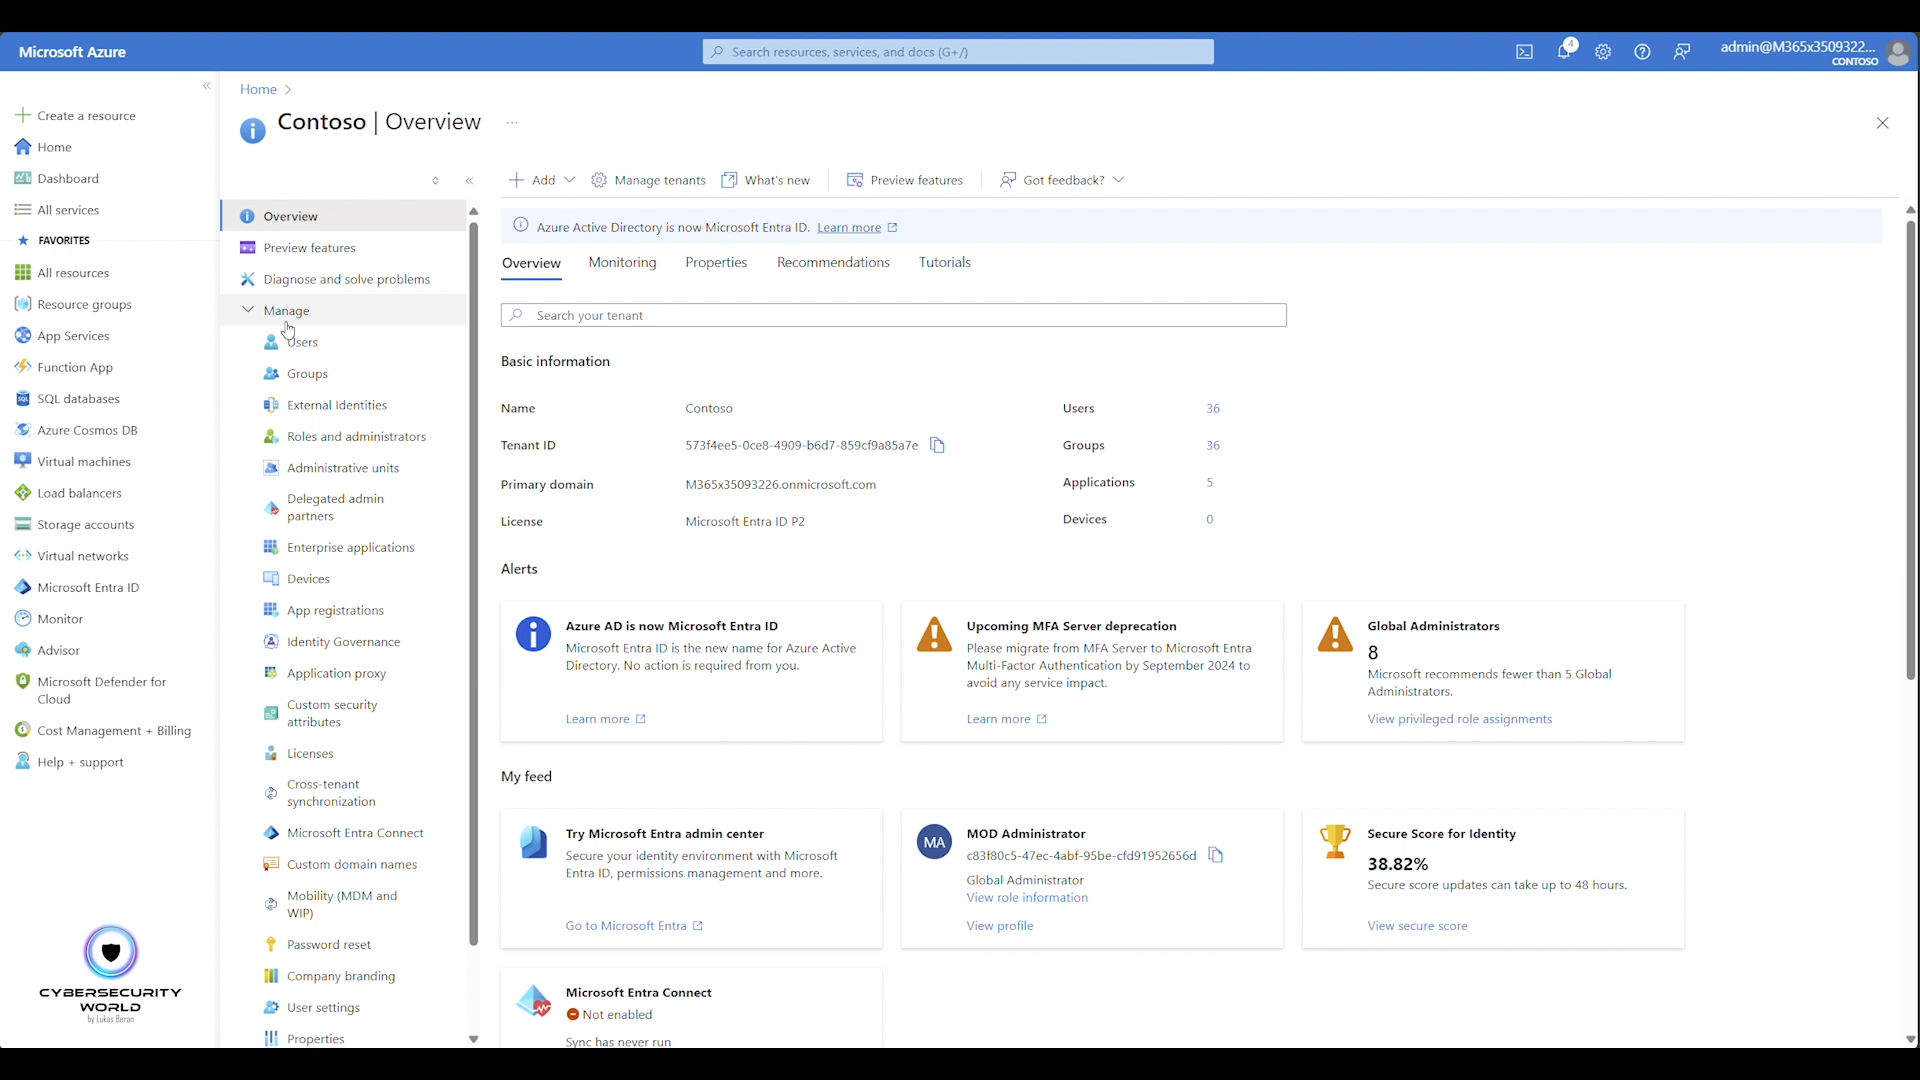 Microsoft Azure
Search resources, services, and docs (G+/)
4
admin@M365x3509322...
CONTOSO
Create a resource
Home
Dashboard
All services
FAVORITES
All resources
Resource groups
App Services
Function App
SQL databases
Azure Cosmos DB
Virtual machines
Load balancers
Storage accounts
Virtual networks
Microsoft Entra ID
Monitor
Advisor
Microsoft Defender for
Cloud
Cost Management + Billing
Help + support
CYBERSECURITY
WORLD
by Lukas Beran
Home
Contoso | Overview
...
Overview
Preview features
Diagnose and solve problems
Manage
Users
Groups
External Identities
Roles and administrators
Administrative units
Delegated admin
partners
Enterprise applications
Devices
App registrations
Identity Governance
Application proxy
Custom security
attributes
Licenses
Cross-tenant
synchronization
Microsoft Entra Connect
Custom domain names
Mobility (MDM and
WIP)
Password reset
Company branding
User settings
Properties
Add
Manage tenants
What's new
Preview features
Got feedback?
Azure Active Directory is now Microsoft Entra ID. Learn more
Overview Monitoring Properties Recommendations Tutorials
Search your tenant
Basic information
Name Contoso Users 36
Tenant ID 573f4ee5-0ce8-4909-b6d7-859cf9a85a7e Groups 36
Primary domain M365x35093226.onmicrosoft.com Applications 5
License Microsoft Entra ID P2 Devices 0
Alerts
Azure AD is now Microsoft Entra ID
Microsoft Entra ID is the new name for Azure Active
Directory. No action is required from you.
Learn more
Upcoming MFA Server deprecation
Please migrate from MFA Server to Microsoft Entra
Multi-Factor Authentication by September 2024 to
avoid any service impact.
Learn more
Global Administrators
8
Microsoft recommends fewer than 5 Global
Administrators.
View privileged role assignments
My feed
Try Microsoft Entra admin center
Secure your identity environment with Microsoft
Entra ID, permissions management and more.
Go to Microsoft Entra
MA
MOD Administrator
c83f80c5-47ec-4abf-95be-cfd91952656d
Global Administrator
View role information
View profile
Secure Score for Identity
38.82%
Secure score updates can take up to 48 hours.
View secure score
Microsoft Entra Connect
Not enabled
Sync has never run